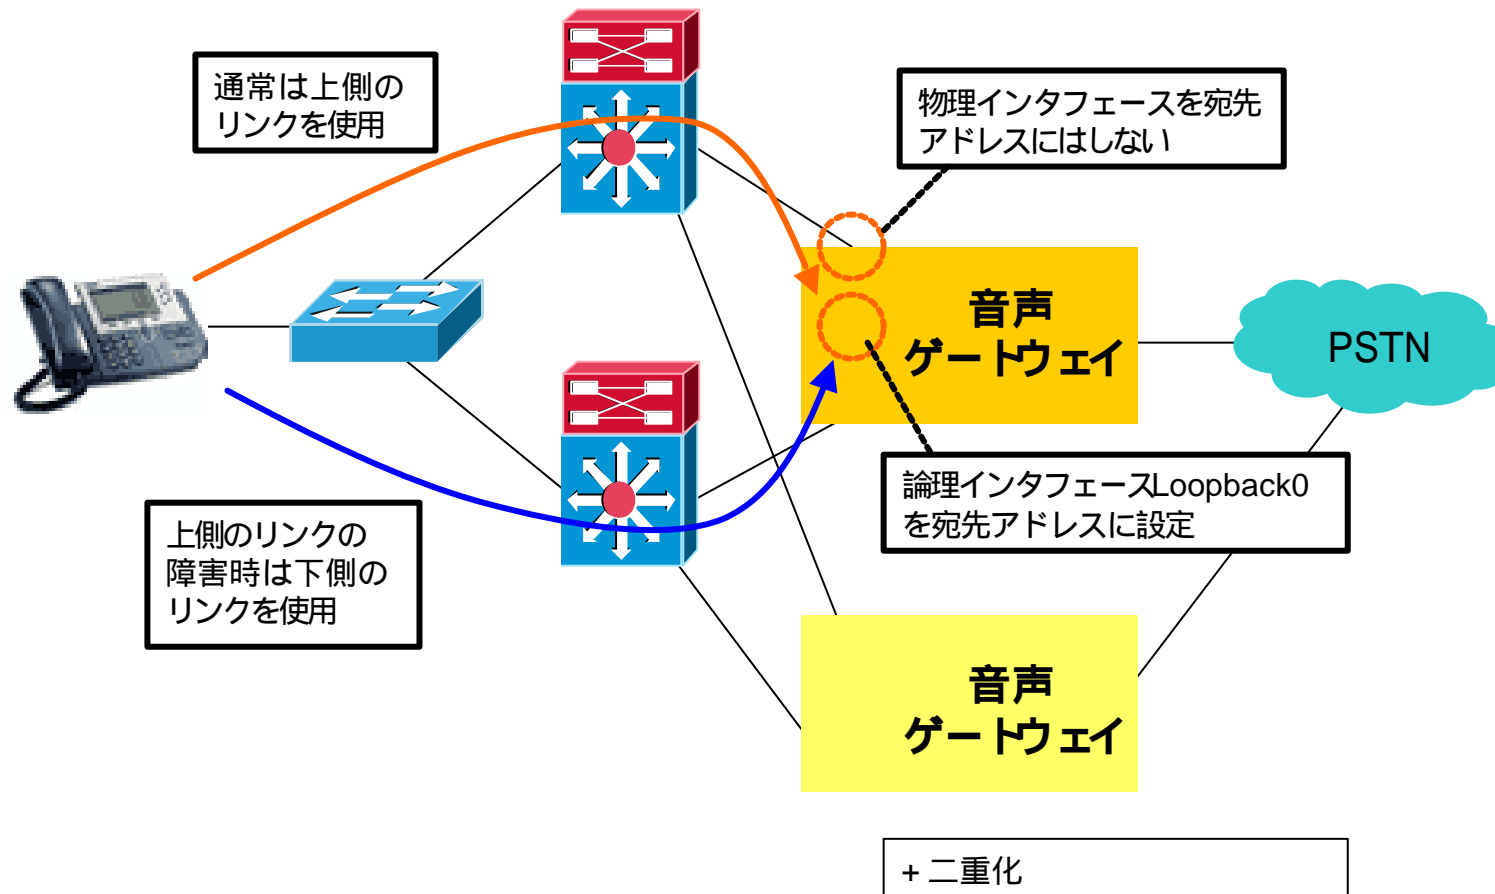 通常は上側の
リンクを使用
物理インタフェースを宛先
アドレスにはしない
音声
ゲートウェイ
PSTN
論理インタフェースLoopback0
を宛先アドレスに設定
上側のリンクの
障害時は下側の
リンクを使用
音声
ゲートウェイ
+ 二重化